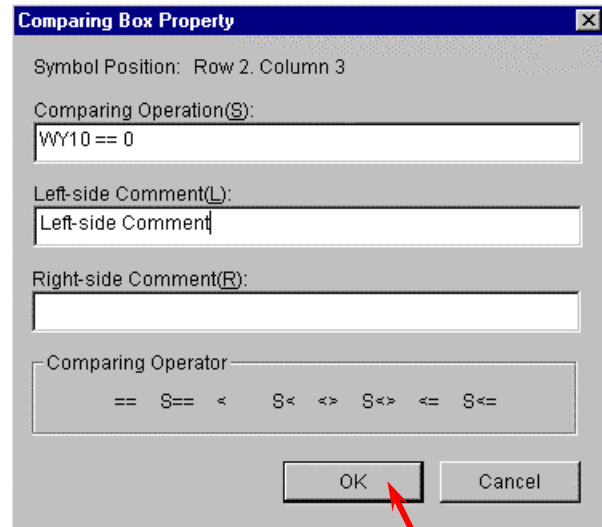 Comparing Box Property
Symbol Position: Row 2. Column 3
Comparing Operation(S):
WY10 == 0
Left-side Comment(L):
Left-side Comment
Right-side Comment(R):
Comparing Operator
== S== < S< <> S<> <= S<=
OK Cancel